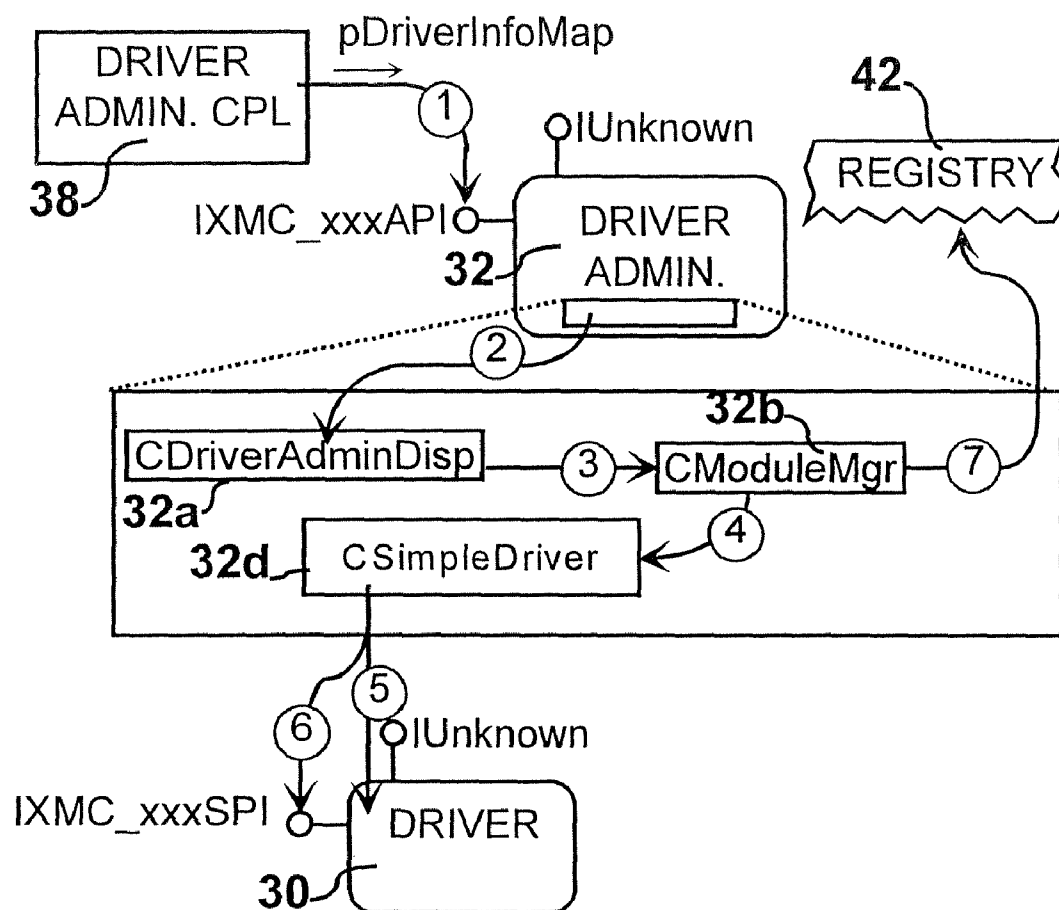 pDriverInfoMap
DRIVER
ADMIN. CPL
38
1
42
IUnknown
REGISTRY
IXMC_xxxAPI
DRIVER
ADMIN.
32
2
32b
CDriverAdminDisp
3
CModuleMgr
7
32a
4
32d
CSimpleDriver
5
6
IUnknown
IXMC_xxxSPI
DRIVER
30